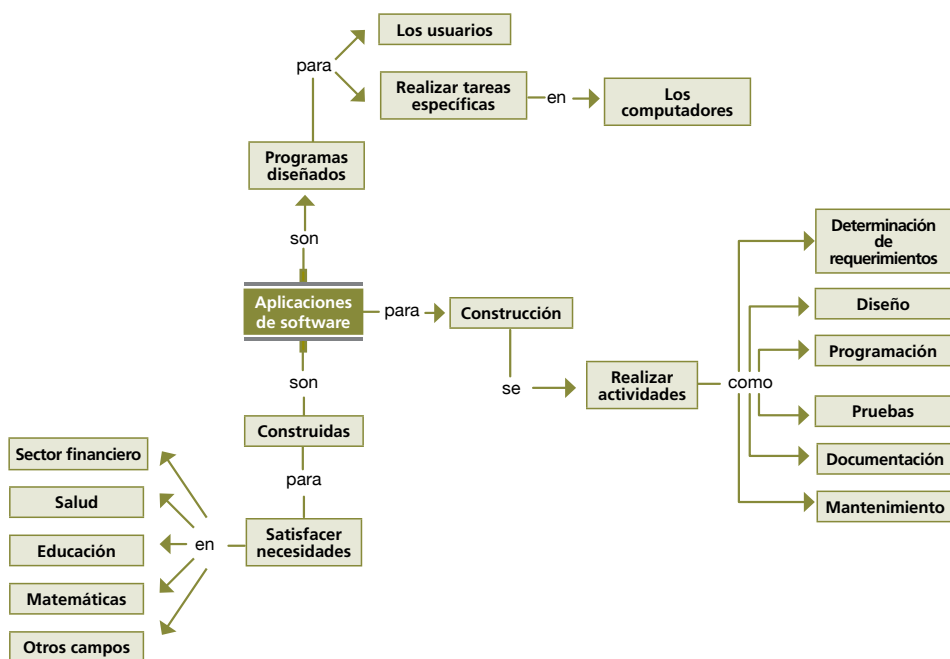 Los usuarios
para
Realizar tareas
específicas
en
Los
computadores
Programas
diseñados
son
Aplicaciones
de software
para
Construcción
se
Realizar
actividades
como
Determinación
de
requerimientos
Diseño
Programación
Pruebas
Documentación
Mantenimiento
son
Construidas
para
Satisfacer
necesidades
en
Sector financiero
Salud
Educación
Matemáticas
Otros campos